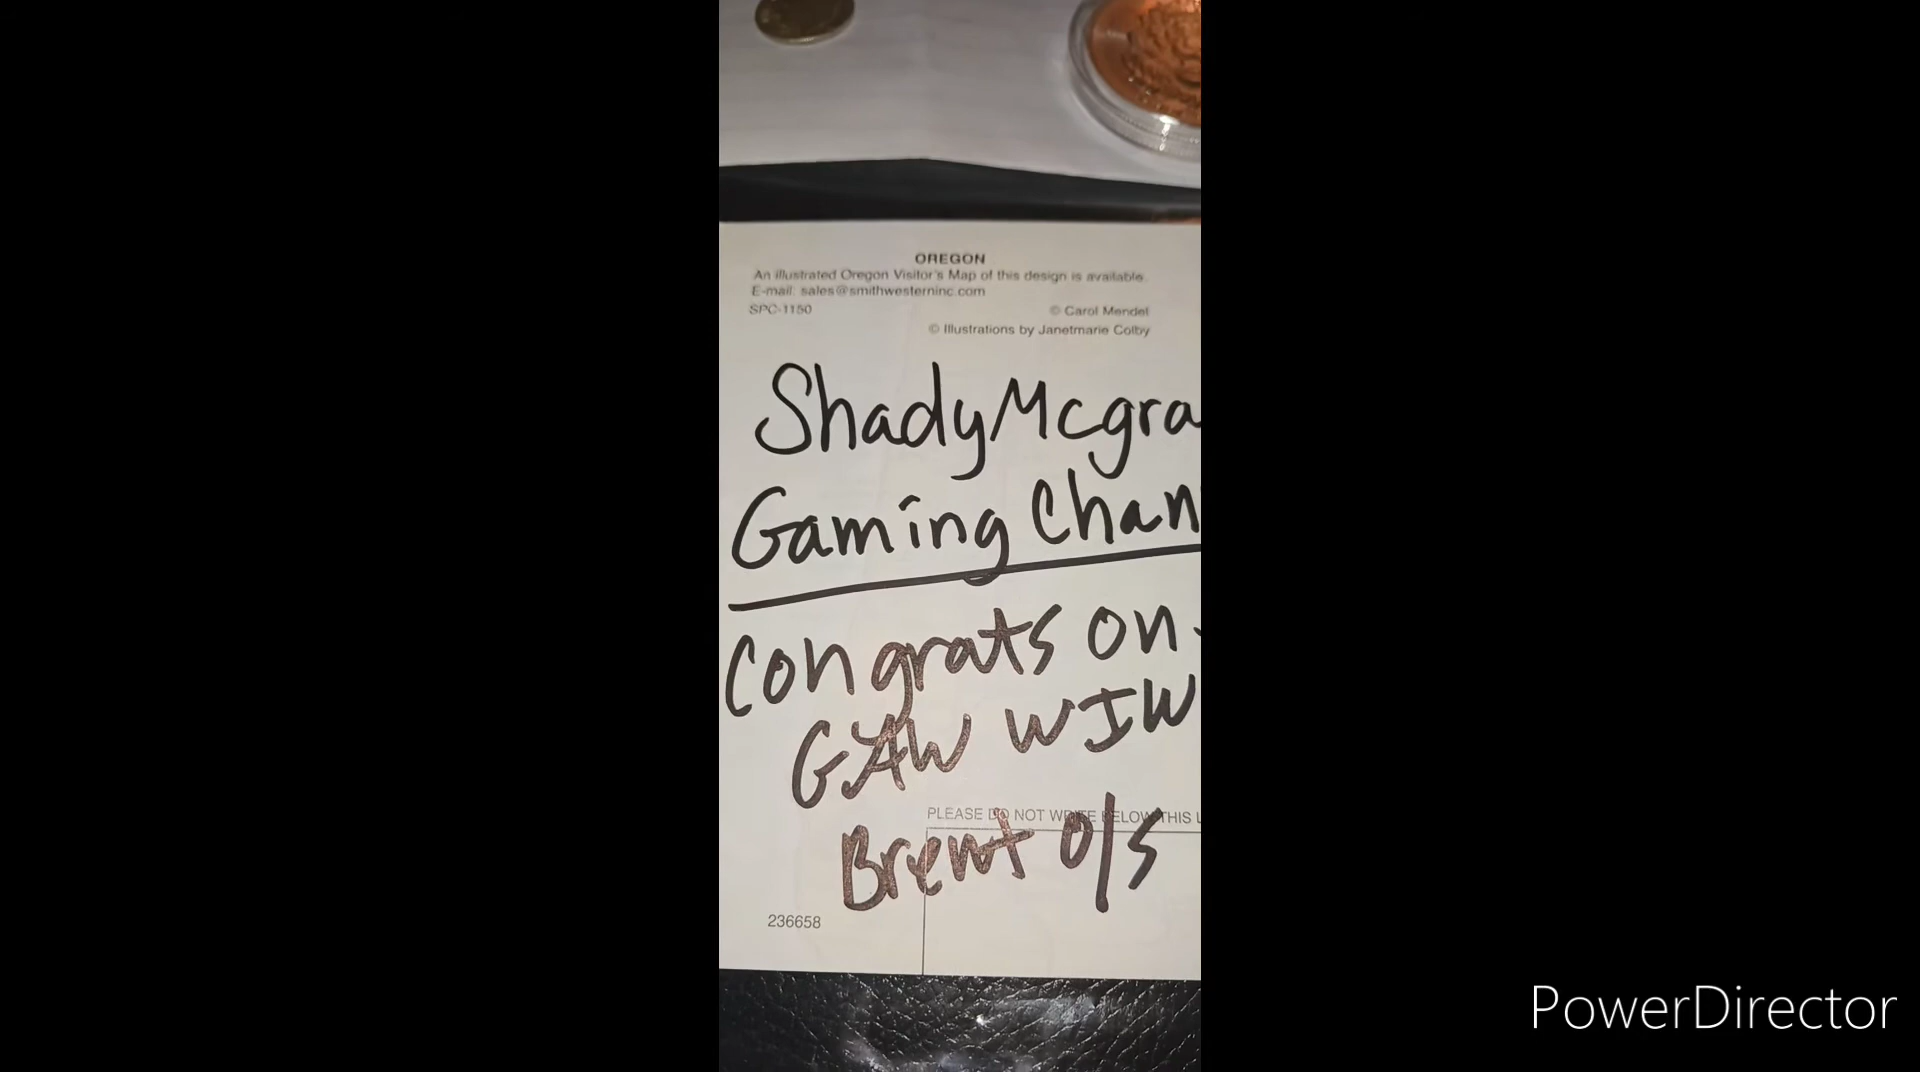 OREGON
An illustrated Oregon Visitor's Map of this design is available.
E-mail: sales@smithwesterninc.com
SPC-1150
© Carol Mendel
© Illustrations by Janetmarie Colby
ShadyMcgra
Gaming Chan
Congrats on
GAW WIW
PLEASE DO NOT WRITE BELOW THIS L
Brent O/S
236658
PowerDirector